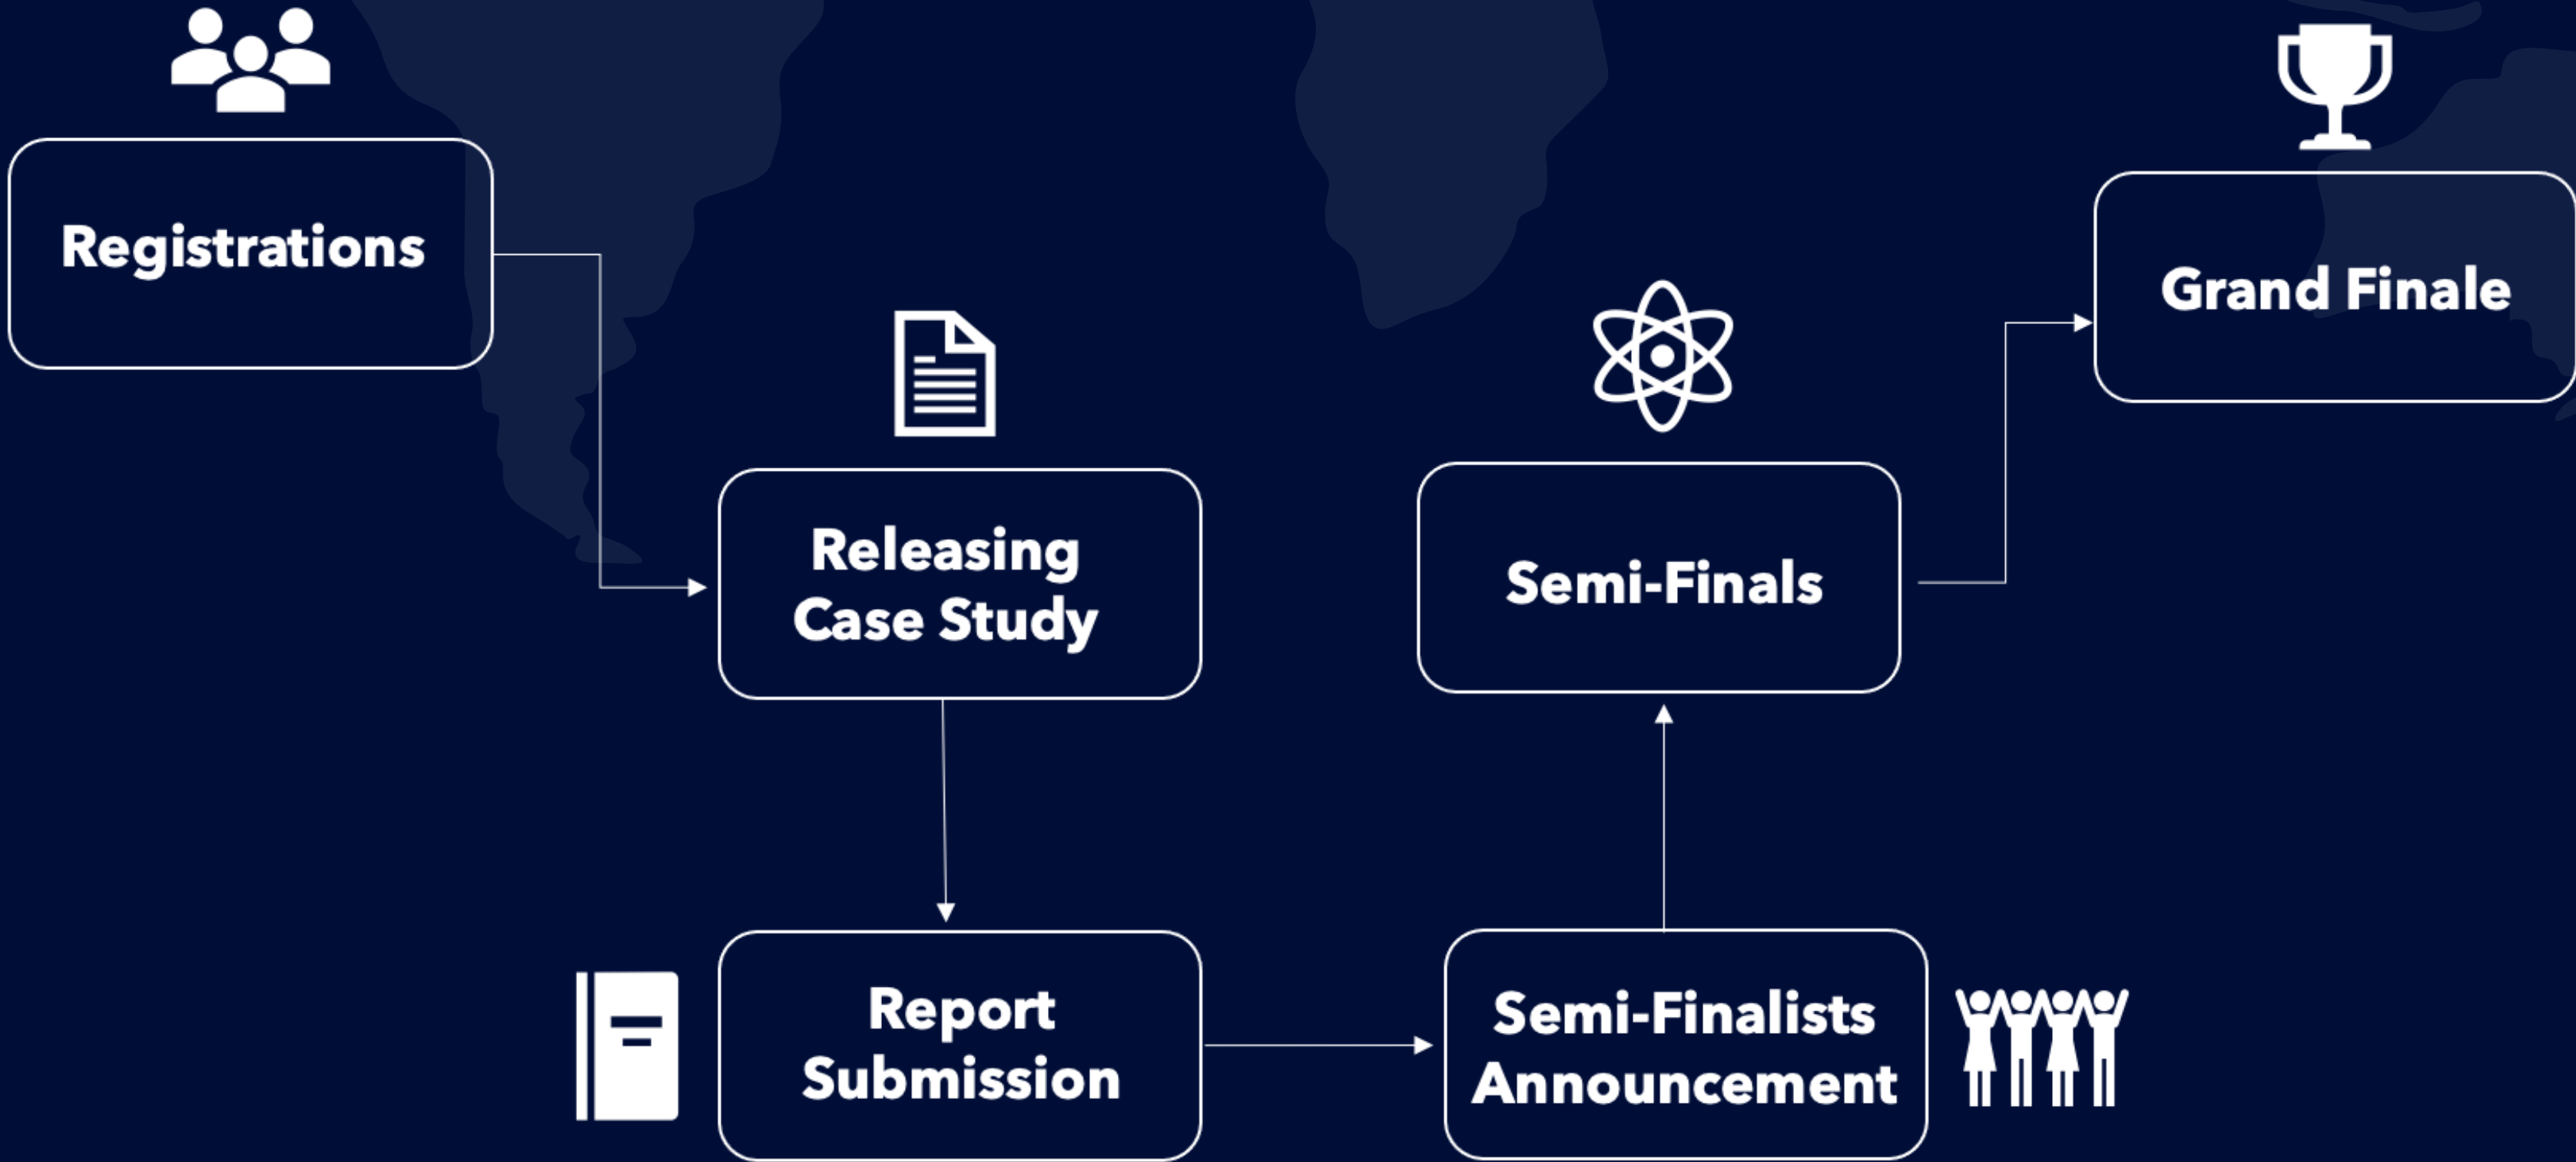 Registrations
Releasing
Case Study
Report
Submission
Semi-Finalists
Announcement
Semi-Finals
Grand Finale